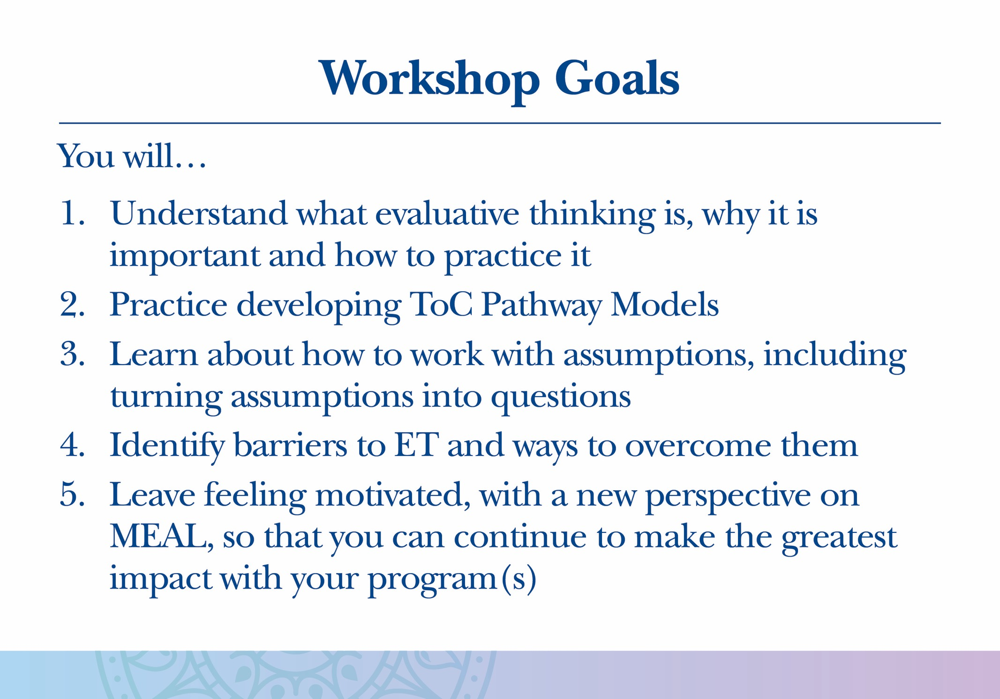 Workshop Goals
You will…
1. Understand what evaluative thinking is, why it is
important and how to practice it
2. Practice developing ToC Pathway Models
3. Learn about how to work with assumptions, including
turning assumptions into questions
4. Identify barriers to ET and ways to overcome them
5. Leave feeling motivated, with a new perspective on
MEAL, so that you can continue to make the greatest
impact with your program(s)